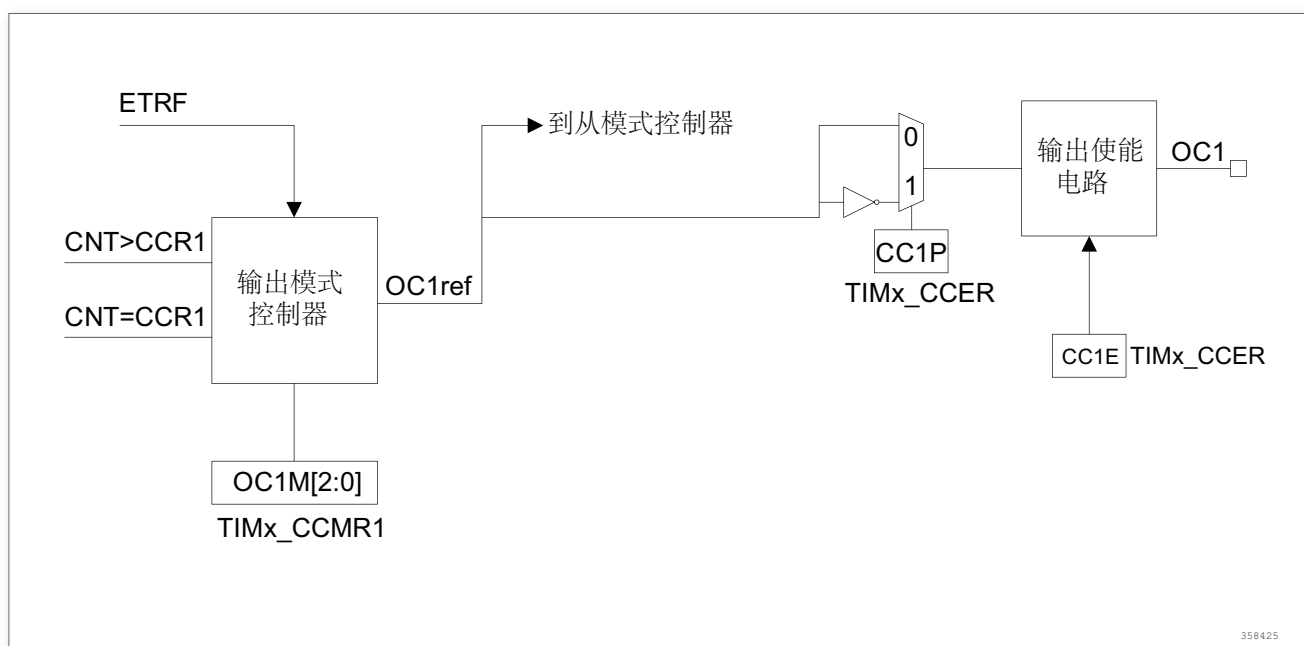 ETRF
到从模式控制器
0
1
输出使能
电路
OC1
CNT>CCR1
CNT=CCR1
输出模式
控制器
OC1ref
CC1P
TIMx_CCER
CC1E
TIMx_CCER
OC1M[2:0]
TIMx_CCMR1
358425